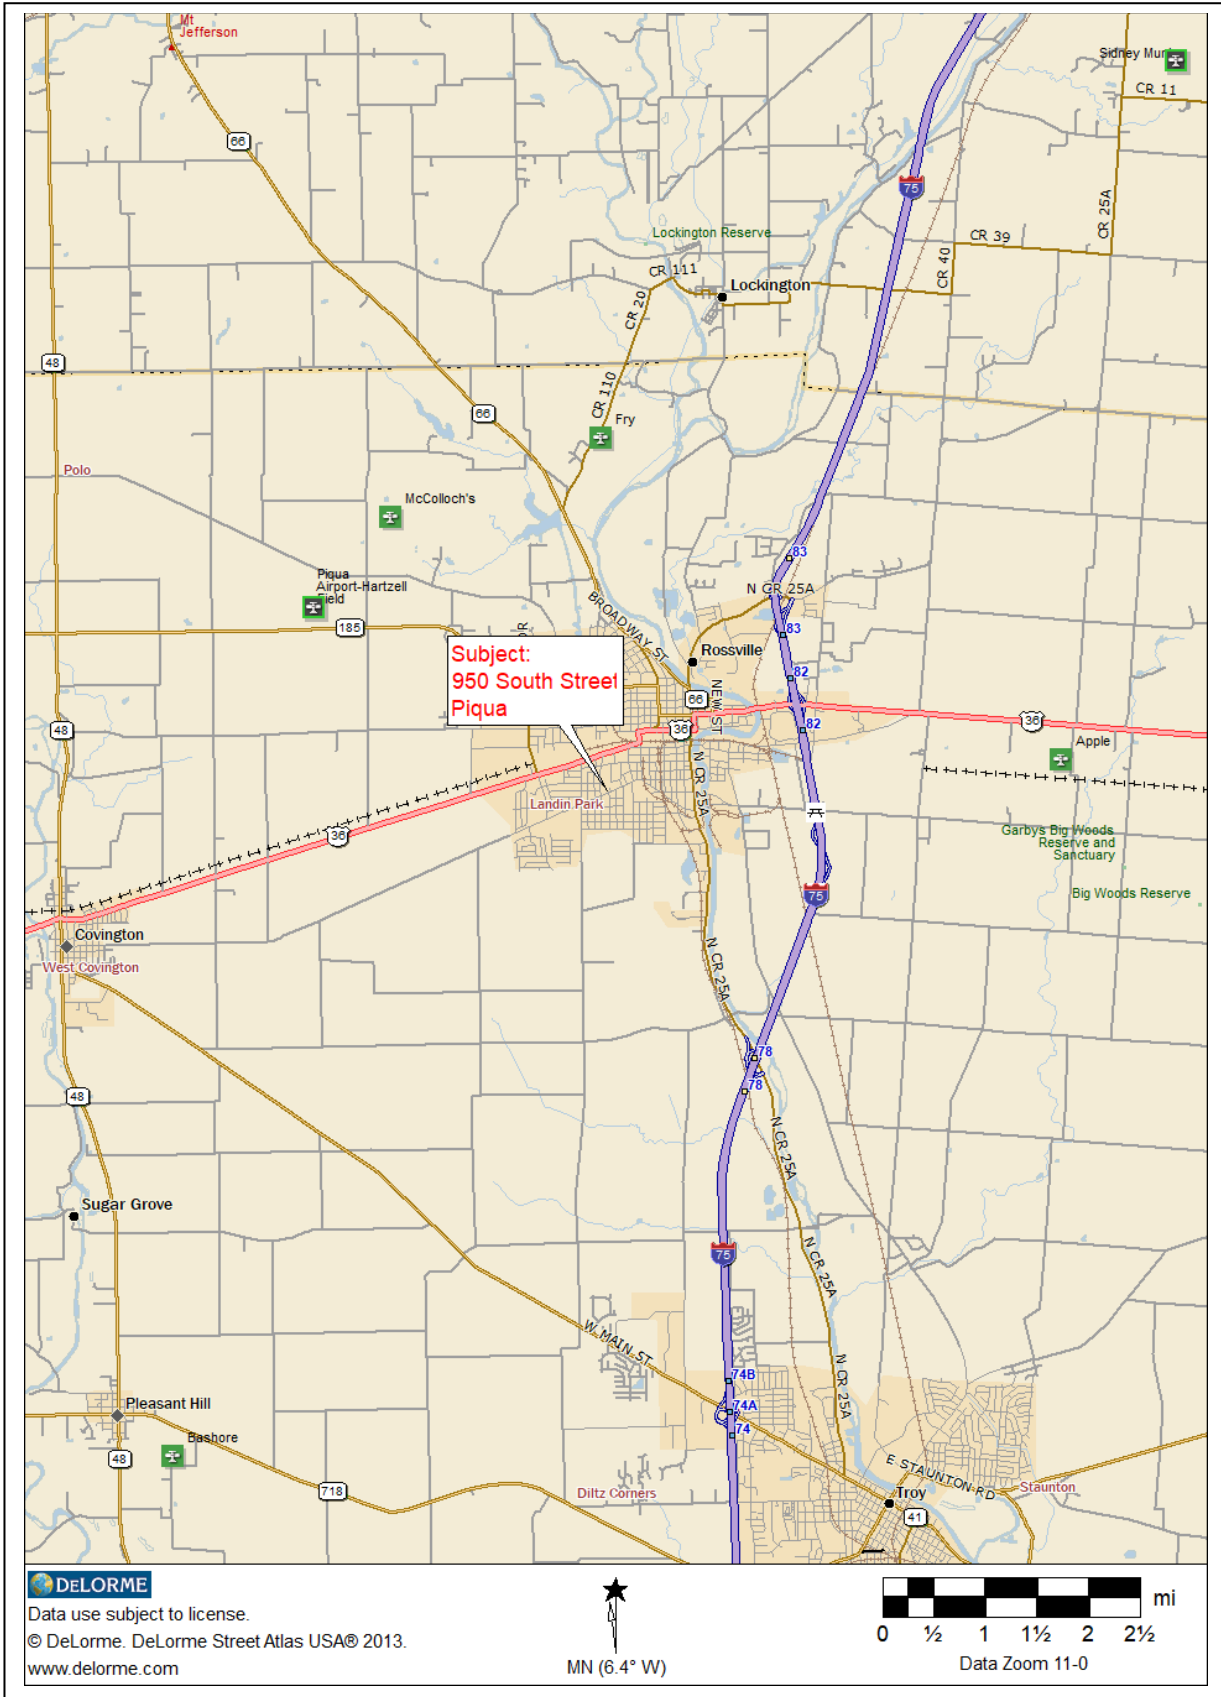 Mt
Jefferson
Sidney Mun
CR 11
66
75
CR 25A
Lockington Reserve
CR 39
CR 40
CR 111
Lockington
CR 20
48
CR 110
66
Fry
Polo
McColloch's
83
Piqua
Airport-Hartzell
Field
N CR 25A
BROADWAY ST
185
83
Subject:
950 South Street
Piqua
Rossville
82
NEW ST
66
48
36
82
36
Apple
N CR 25A
Landin Park
36
Garbys Big Woods
Reserve and
Sanctuary
75
Big Woods Reserve
Covington
West Covington
N CR 25A
78
78
48
N CR 25A
Sugar Grove
75
N CR 25A
W MAIN ST
N CR 25A
74B
Pleasant Hill
74A
74
Bashore
48
E STAUNTON RD
718
Diltz Corners
Staunton
Troy
41
DELORME
Data use subject to license.
© DeLorme. DeLorme Street Atlas USA® 2013.
www.delorme.com
MN (6.4° W)
mi
0 ½ 1 1½ 2 2½
Data Zoom 11-0